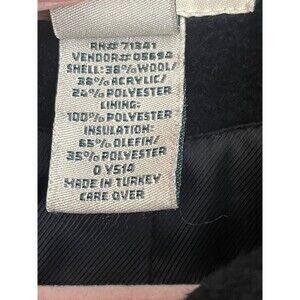 RN# 71341
VENDOR# 05694
SHELL: 38% WOOL/
38% ACRYLIC/
24% POLYESTER
LINING:
100% POLYESTER
INSULATION:
65% OLEFIN/
35% POLYESTER
0 YS14
MADE IN TURKEY
CARE OVER